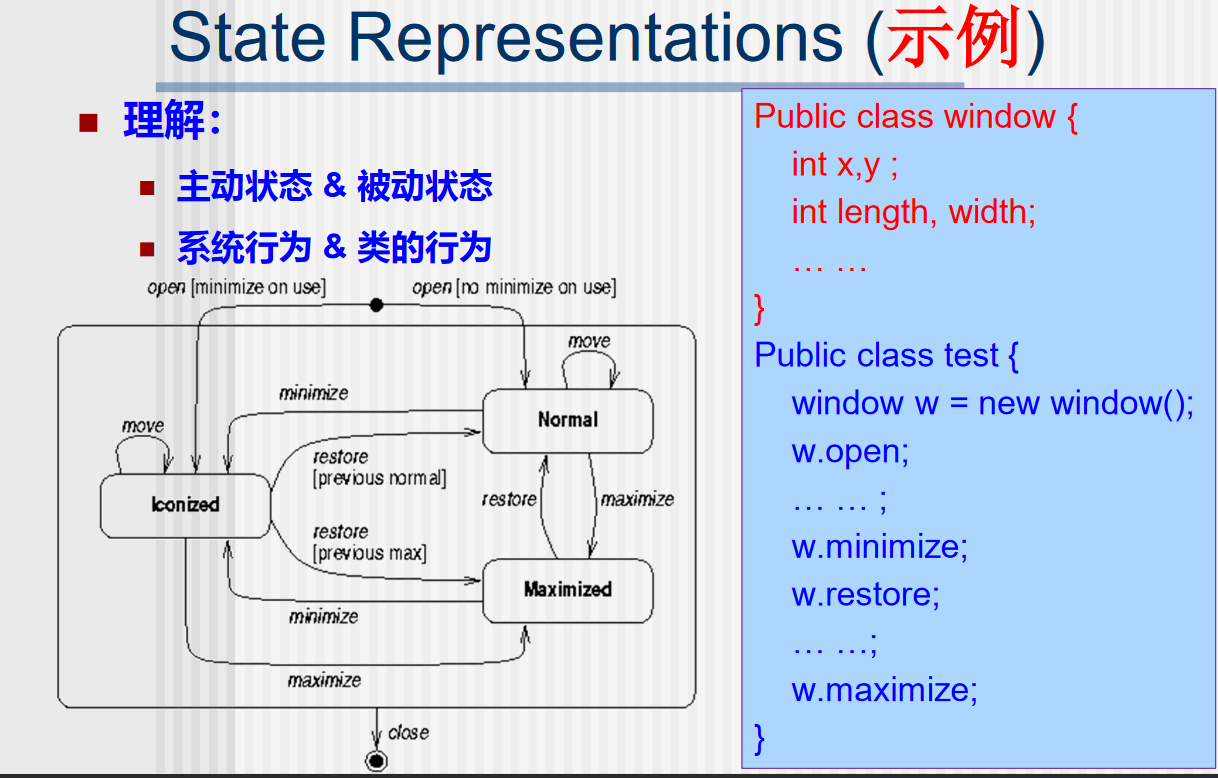 State Representations (示例)
理解：
主动状态 & 被动状态
系统行为 & 类的行为
open [minimize on use]
open [no minimize on use]
move
Normal
minimize
move
restore
[previous normal]
Iconized
restore
maximize
restore
[previous max]
Maximized
minimize
maximize
close
Public class window {
int x,y ;
int length, width;
… …
}
Public class test {
window w = new window();
w.open;
… … ;
w.minimize;
w.restore;
… …;
w.maximize;
}